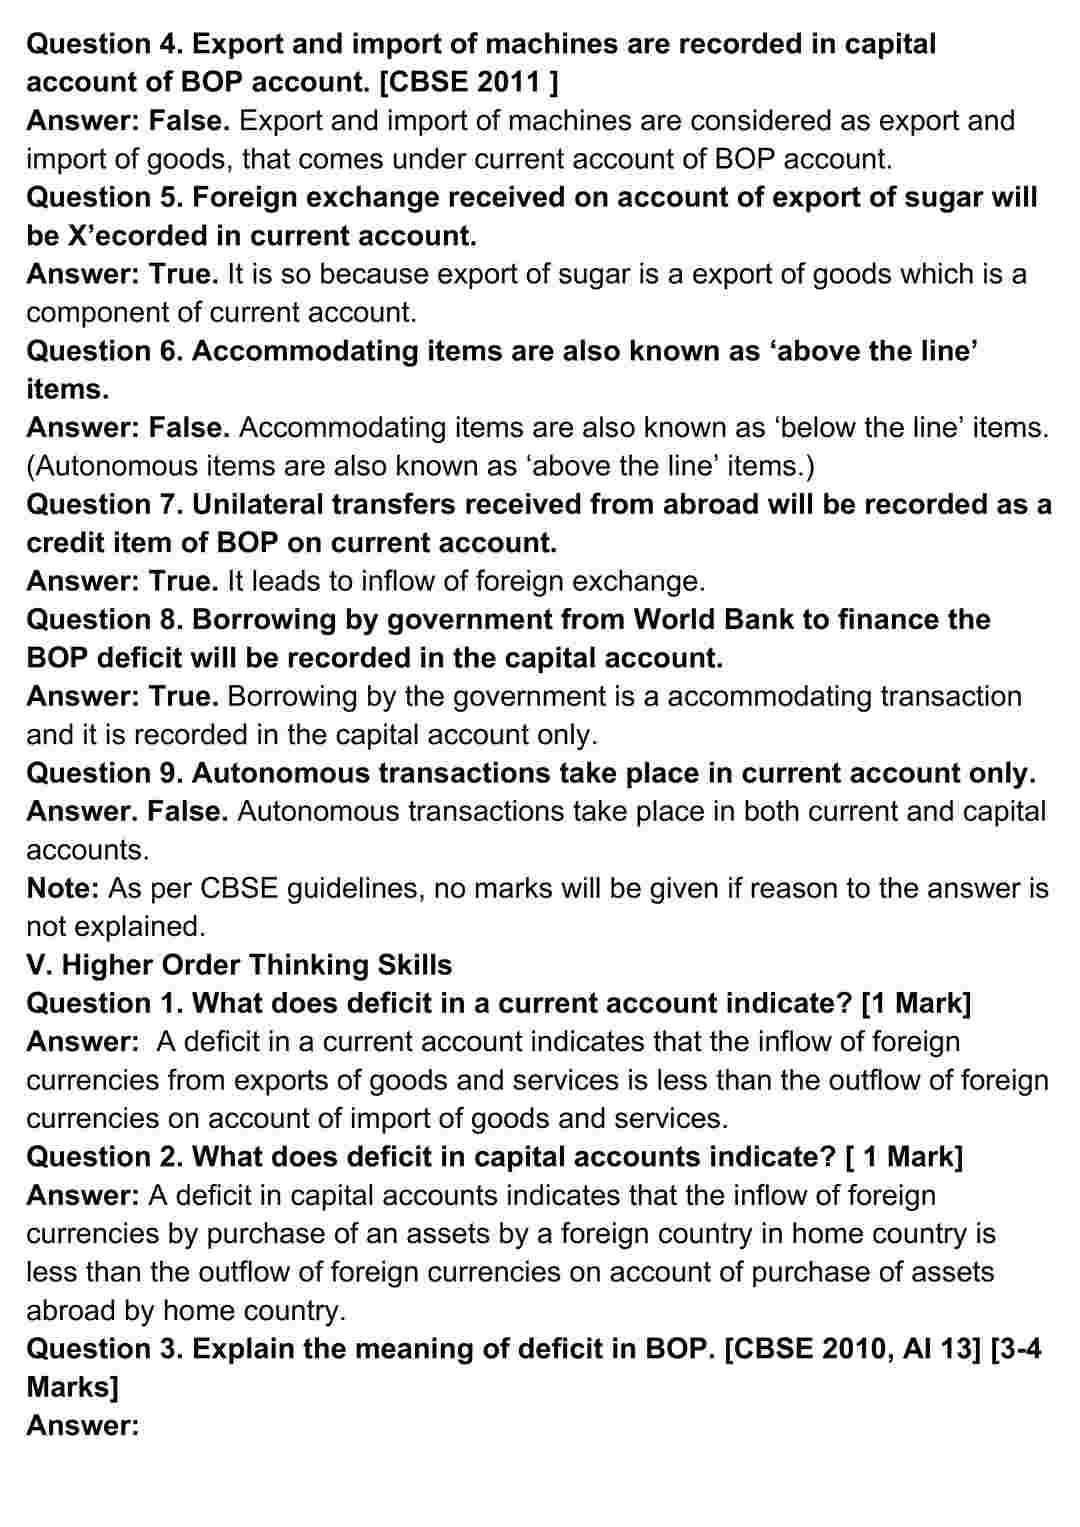 Question 4. Export and import of machines are recorded in capital
account of BOP account. [CBSE 2011 ]
Answer: False. Export and import of machines are considered as export and
import of goods, that comes under current account of BOP account.
Question 5. Foreign exchange received on account of export of sugar will
be X’ecorded in current account.
Answer: True. It is so because export of sugar is a export of goods which is a
component of current account.
Question 6. Accommodating items are also known as ‘above the line’
items.
Answer: False. Accommodating items are also known as ‘below the line’ items.
(Autonomous items are also known as ‘above the line’ items.)
Question 7. Unilateral transfers received from abroad will be recorded as a
credit item of BOP on current account.
Answer: True. It leads to inflow of foreign exchange.
Question 8. Borrowing by government from World Bank to finance the
BOP deficit will be recorded in the capital account.
Answer: True. Borrowing by the government is a accommodating transaction
and it is recorded in the capital account only.
Question 9. Autonomous transactions take place in current account only.
Answer. False. Autonomous transactions take place in both current and capital
accounts.
Note: As per CBSE guidelines, no marks will be given if reason to the answer is
not explained.
V. Higher Order Thinking Skills
Question 1. What does deficit in a current account indicate? [1 Mark]
Answer:  A deficit in a current account indicates that the inflow of foreign
currencies from exports of goods and services is less than the outflow of foreign
currencies on account of import of goods and services.
Question 2. What does deficit in capital accounts indicate? [ 1 Mark]
Answer: A deficit in capital accounts indicates that the inflow of foreign
currencies by purchase of an assets by a foreign country in home country is
less than the outflow of foreign currencies on account of purchase of assets
abroad by home country.
Question 3. Explain the meaning of deficit in BOP. [CBSE 2010, AI 13] [3-4
Marks]
Answer: